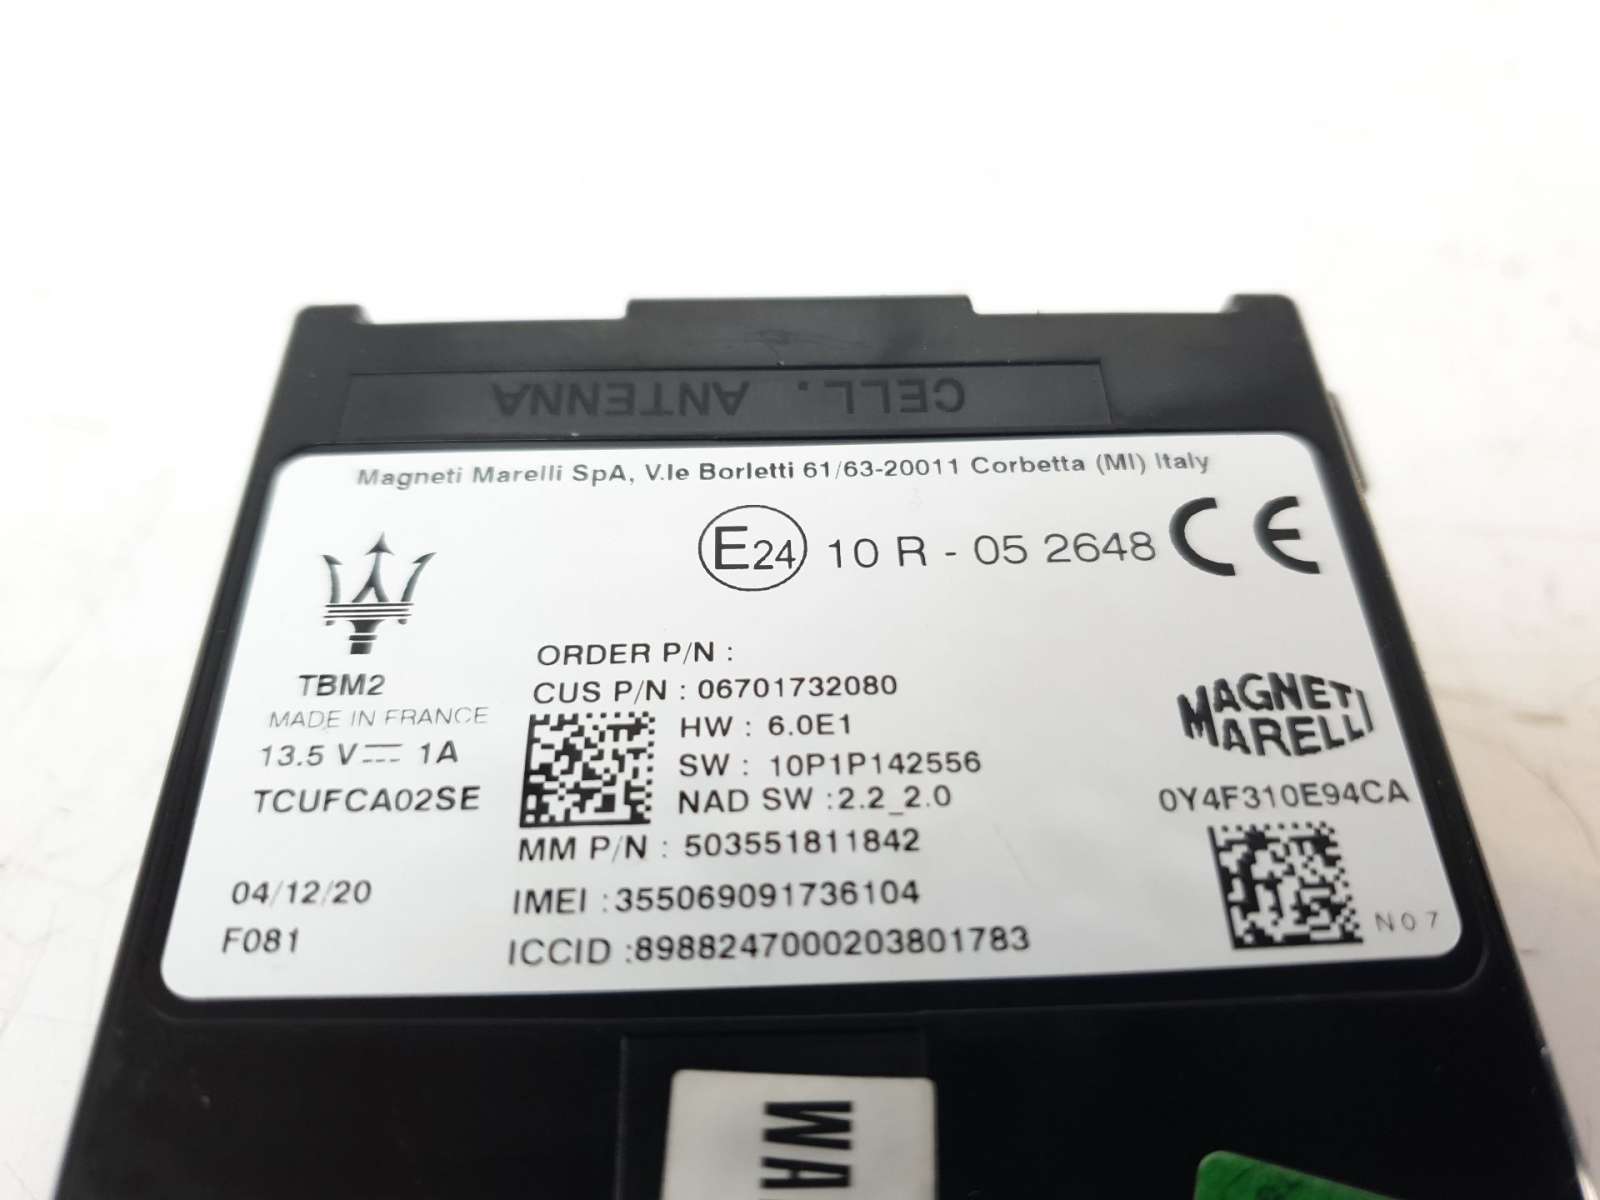 CELL. ANTENNA
Magneti Marelli SpA, V.le Borletti 61/63-20011 Corbetta (MI) Italy
E24 10 R - 05 2648 CE
ORDER P/N :
TBM2
CUS P/N : 06701732080
MADE IN FRANCE
HW : 6.0E1
MAGNETI
MARELLI
13.5 V⎓ 1A
SW : 10P1P142556
TCUFCA02SE
NAD SW :2.2_2.0
0Y4F310E94CA
MM P/N : 503551811842
04/12/20
IMEI :355069091736104
N07
F081
ICCID :8988247000203801783